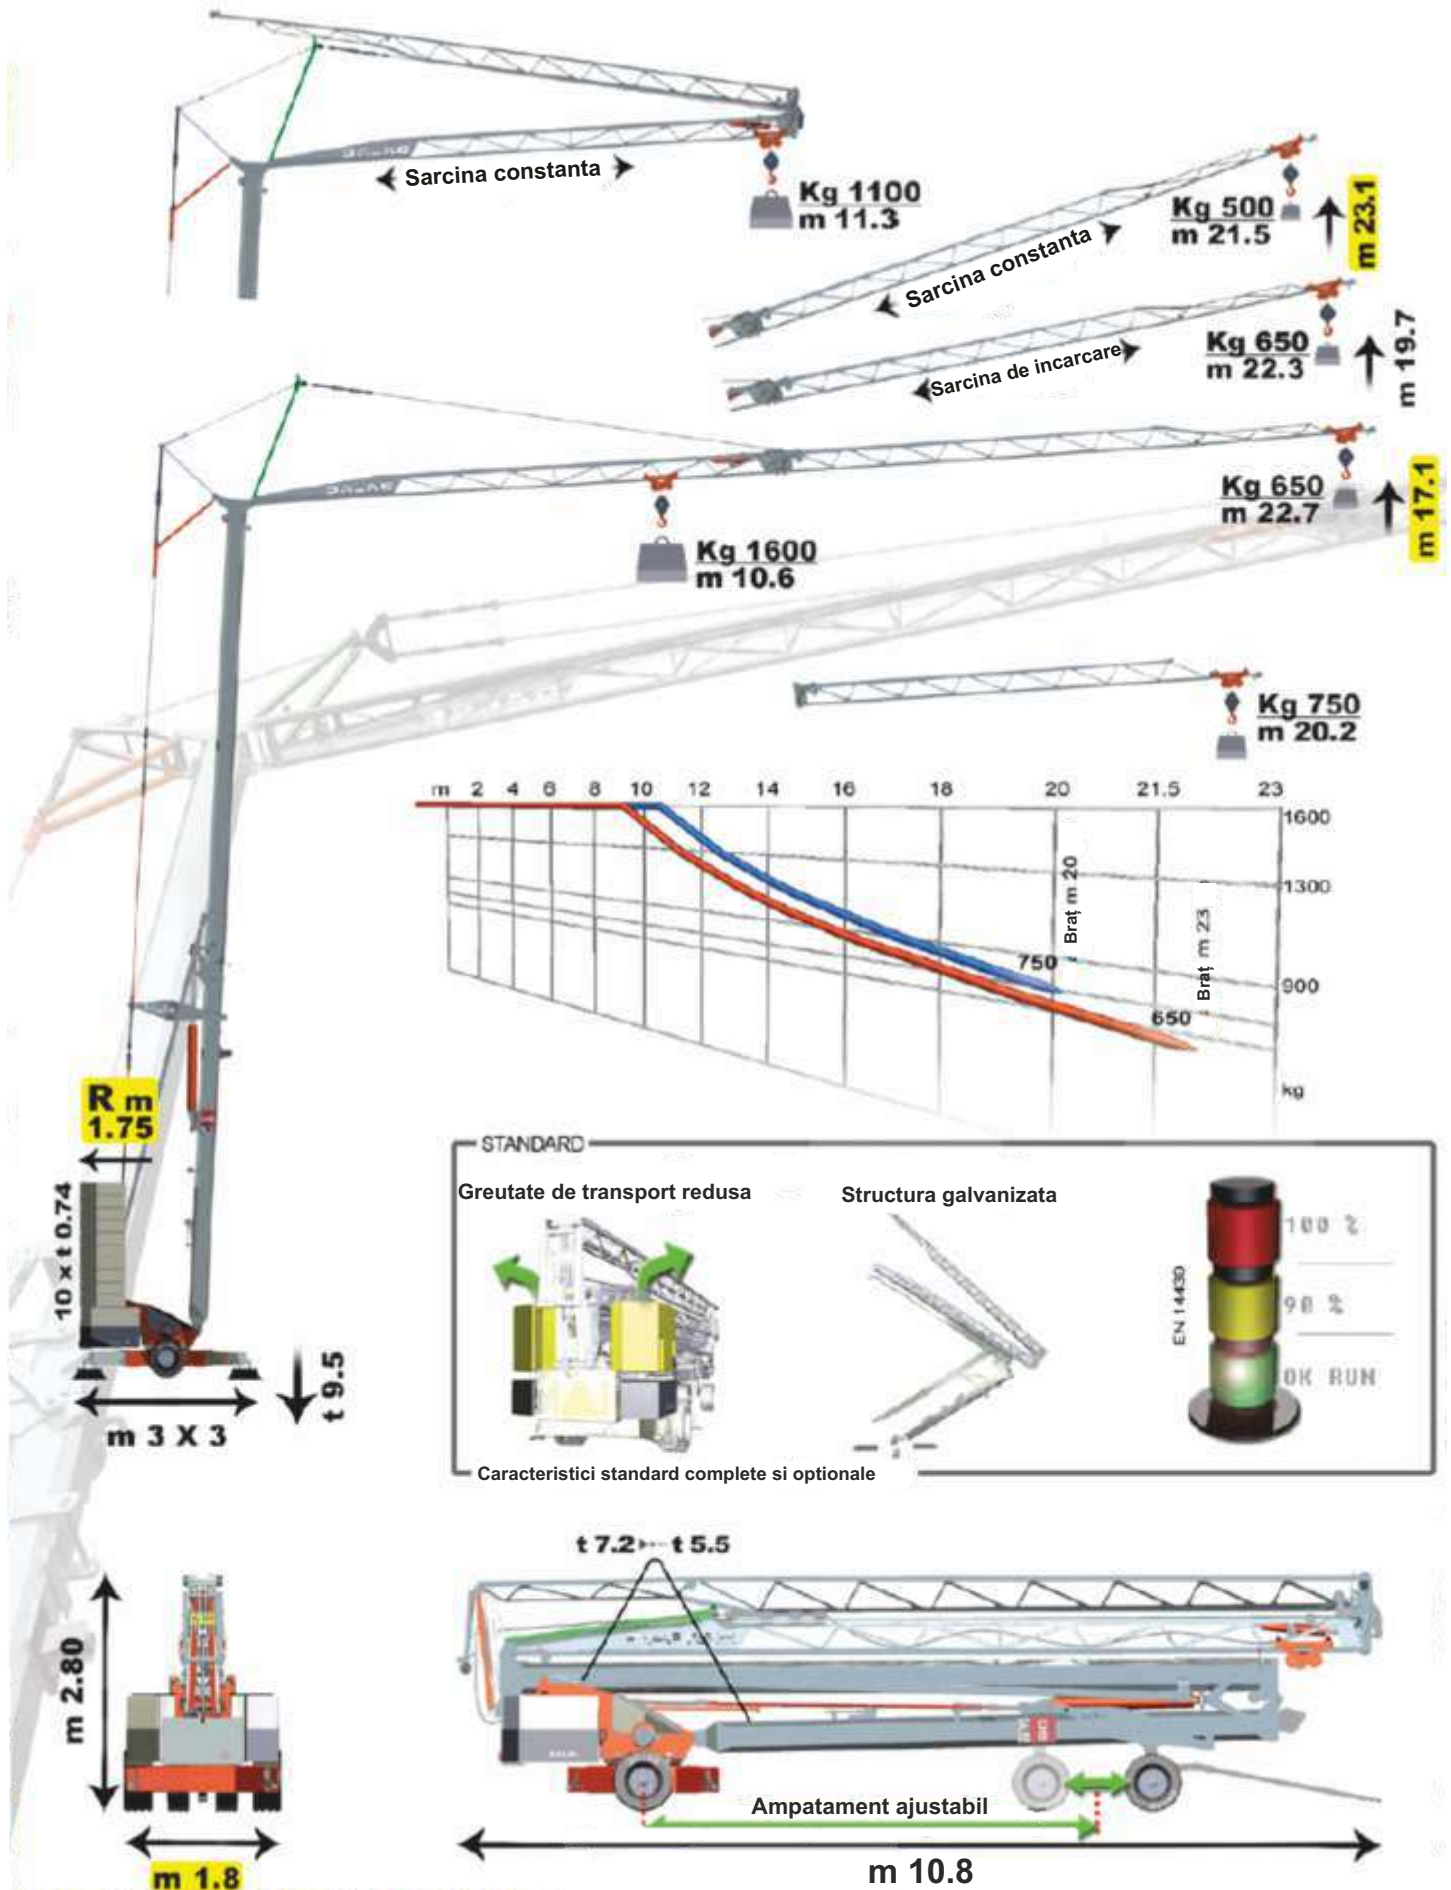 Sarcina constanta
Kg 1100
m 11.3
Kg 500
m 21.5
m 23.1
Sarcina constanta
Kg 650
m 22.3
m 19.7
Sarcina de incarcare
Kg 650
m 22.7
m 17.1
Kg 1600
m 10.6
Kg 750
m 20.2
m 2 4 6 8 10 12 14 16 18 20 21.5 23
1600
1300
900
kg
Braț m 20
Braț m 23
750
650
R m
1.75
10 x t 0.74
t 9.5
m 3 X 3
STANDARD
Greutate de transport redusa
Structura galvanizata
EN 14439
100 %
90 %
OK RUN
Caracteristici standard complete si optionale
t 7.2 t 5.5
m 2.80
m 1.8
Ampatament ajustabil
m 10.8